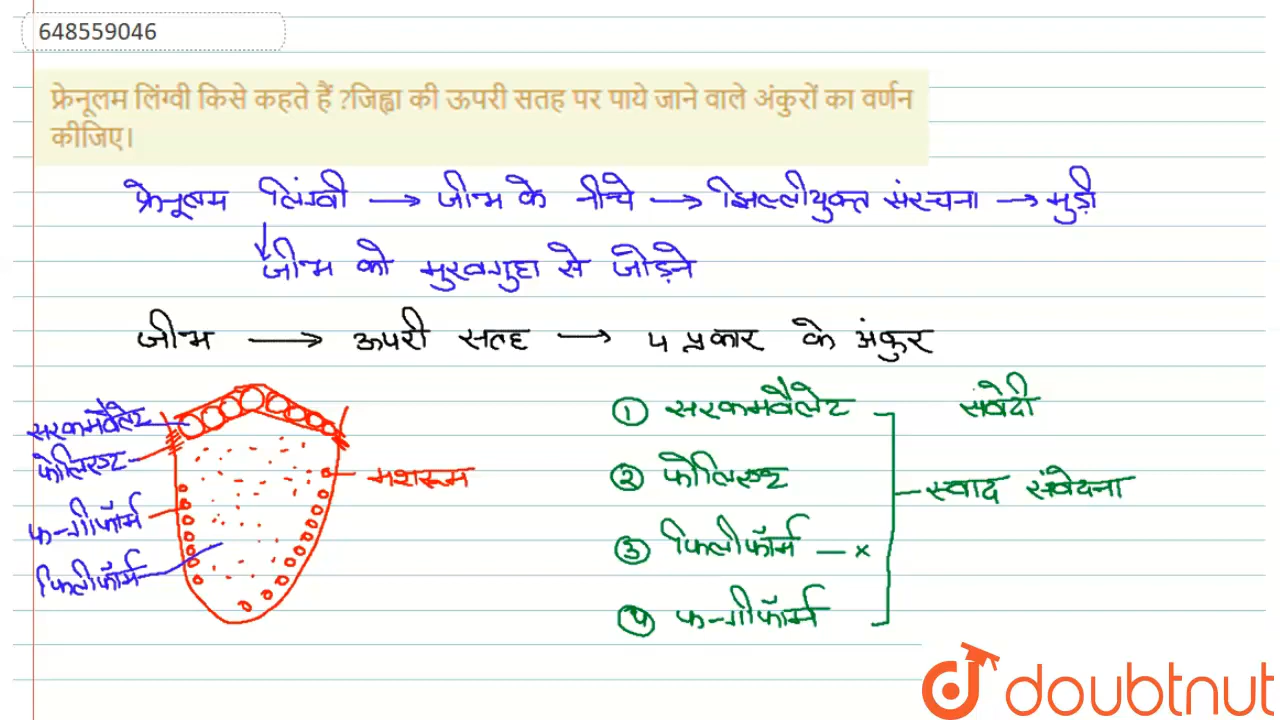 648559046
फ्रेनूलम लिंग्वी किसे कहते हैं ?जिह्वा की ऊपरी सतह पर पाये जाने वाले अंकुरों का वर्णन
कीजिए।
फ्रेनूलम लिंग्वी → जीभ के नीचे → झिल्लीयुक्त संरचना → मुड़ी
↓
जीभ को मुखगुहा से जोड़ने
जीभ → ऊपरी सतह → 4 प्रकार के अंकुर
सरकमवैलेट
फोलिएट
फन्गीफॉर्म
फिलीफॉर्म
मशरूम
① सरकमवैलेट
② फोलिएट
③ फिलीफॉर्म – ×
④ फन्गीफॉर्म
संवेदी
स्वाद संवेदना
doubtnut